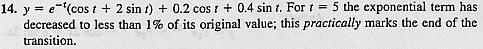 14. y = e⁻ᵗ(cos t + 2 sin t) + 0.2 cos t + 0.4 sin t. For t = 5 the exponential term has
decreased to less than 1% of its original value; this practically marks the end of the
transition.